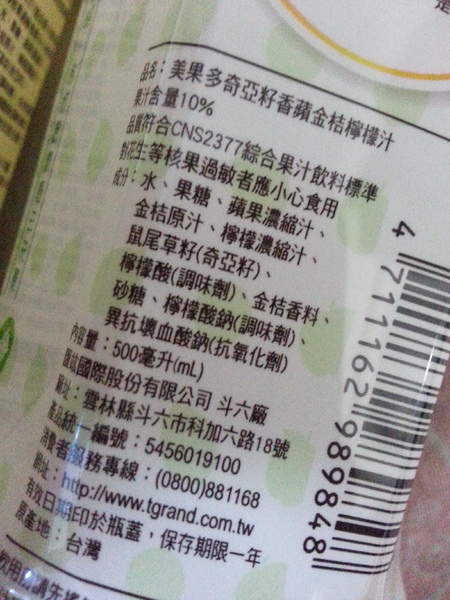 品名：美果多奇亞籽香蘋金桔檸檬汁
果汁含量10%
品質符合CNS2377綜合果汁飲料標準
對花生等核果過敏者應小心食用
成分：水、果糖、蘋果濃縮汁、
金桔原汁、檸檬濃縮汁、
鼠尾草籽(奇亞籽)、
檸檬酸(調味劑)、金桔香料、
砂糖、檸檬酸鈉(調味劑)、
異抗壞血酸鈉(抗氧化劑)
內容量：500毫升(mL)
國際股份有限公司 斗六廠
廠址：雲林縣斗六市科加六路18號
產品統一編號：5456019100
消費者服務專線：(0800)881168
網址：http://www.tgrand.com.tw
有效日期印於瓶蓋，保存期限一年
原產地：台灣
4 711162 989848